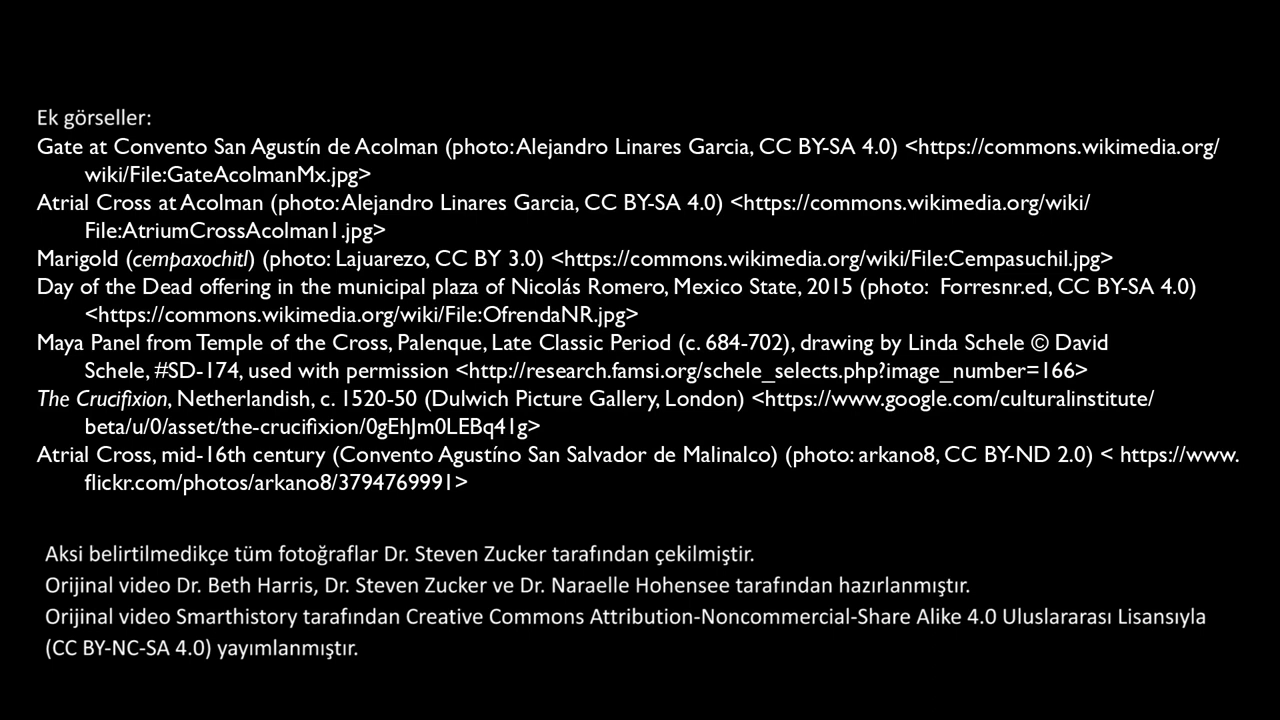 Ek görseller:
Gate at Convento San Agustín de Acolman (photo: Alejandro Linares Garcia, CC BY-SA 4.0) <https://commons.wikimedia.org/
wiki/File:GateAcolmanMx.jpg>
Atrial Cross at Acolman (photo: Alejandro Linares Garcia, CC BY-SA 4.0) <https://commons.wikimedia.org/wiki/
File:AtriumCrossAcolman1.jpg>
Marigold (cempaxochitl) (photo: Lajuarezo, CC BY 3.0) <https://commons.wikimedia.org/wiki/File:Cempasuchil.jpg>
Day of the Dead offering in the municipal plaza of Nicolás Romero, Mexico State, 2015 (photo:  Forresnr.ed, CC BY-SA 4.0)
<https://commons.wikimedia.org/wiki/File:OfrendaNR.jpg>
Maya Panel from Temple of the Cross, Palenque, Late Classic Period (c. 684-702), drawing by Linda Schele © David
Schele, #SD-174, used with permission <http://research.famsi.org/schele_selects.php?image_number=166>
The Crucifixion, Netherlandish, c. 1520-50 (Dulwich Picture Gallery, London) <https://www.google.com/culturalinstitute/
beta/u/0/asset/the-crucifixion/0gEhJm0LEBq41g>
Atrial Cross, mid-16th century (Convento Agustíno San Salvador de Malinalco) (photo: arkano8, CC BY-ND 2.0) < https://www.
flickr.com/photos/arkano8/3794769991>
Aksi belirtilmedikçe tüm fotoğraflar Dr. Steven Zucker tarafından çekilmiştir.
Orijinal video Dr. Beth Harris, Dr. Steven Zucker ve Dr. Naraelle Hohensee tarafından hazırlanmıştır.
Orijinal video Smarthistory tarafından Creative Commons Attribution-Noncommercial-Share Alike 4.0 Uluslararası Lisansıyla
(CC BY-NC-SA 4.0) yayımlanmıştır.